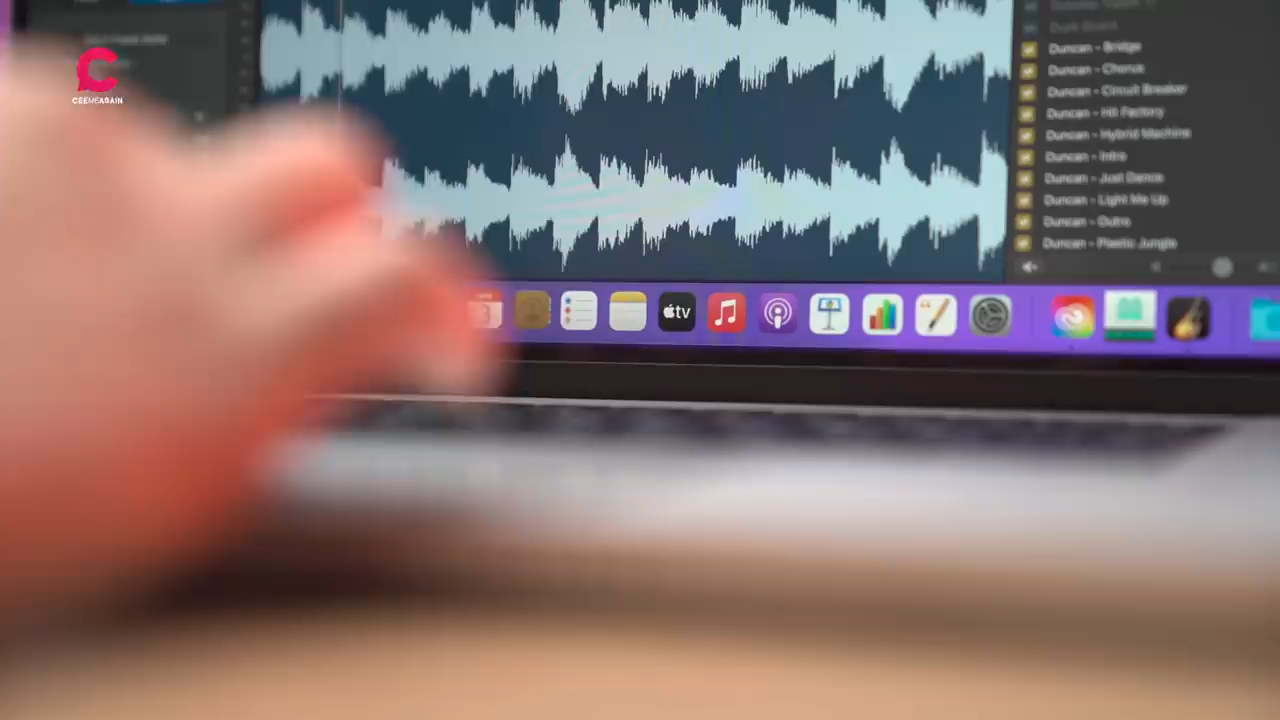 CEEMEAGAIN
Duncan - Bridge
Duncan - Chorus
Duncan - Circuit Breaker
Duncan - Hit Factory
Duncan - Hybrid Machine
Duncan - Intro
Duncan - Just Dance
Duncan - Light Me Up
Duncan - Outro
Duncan - Plastic Jungle
tv